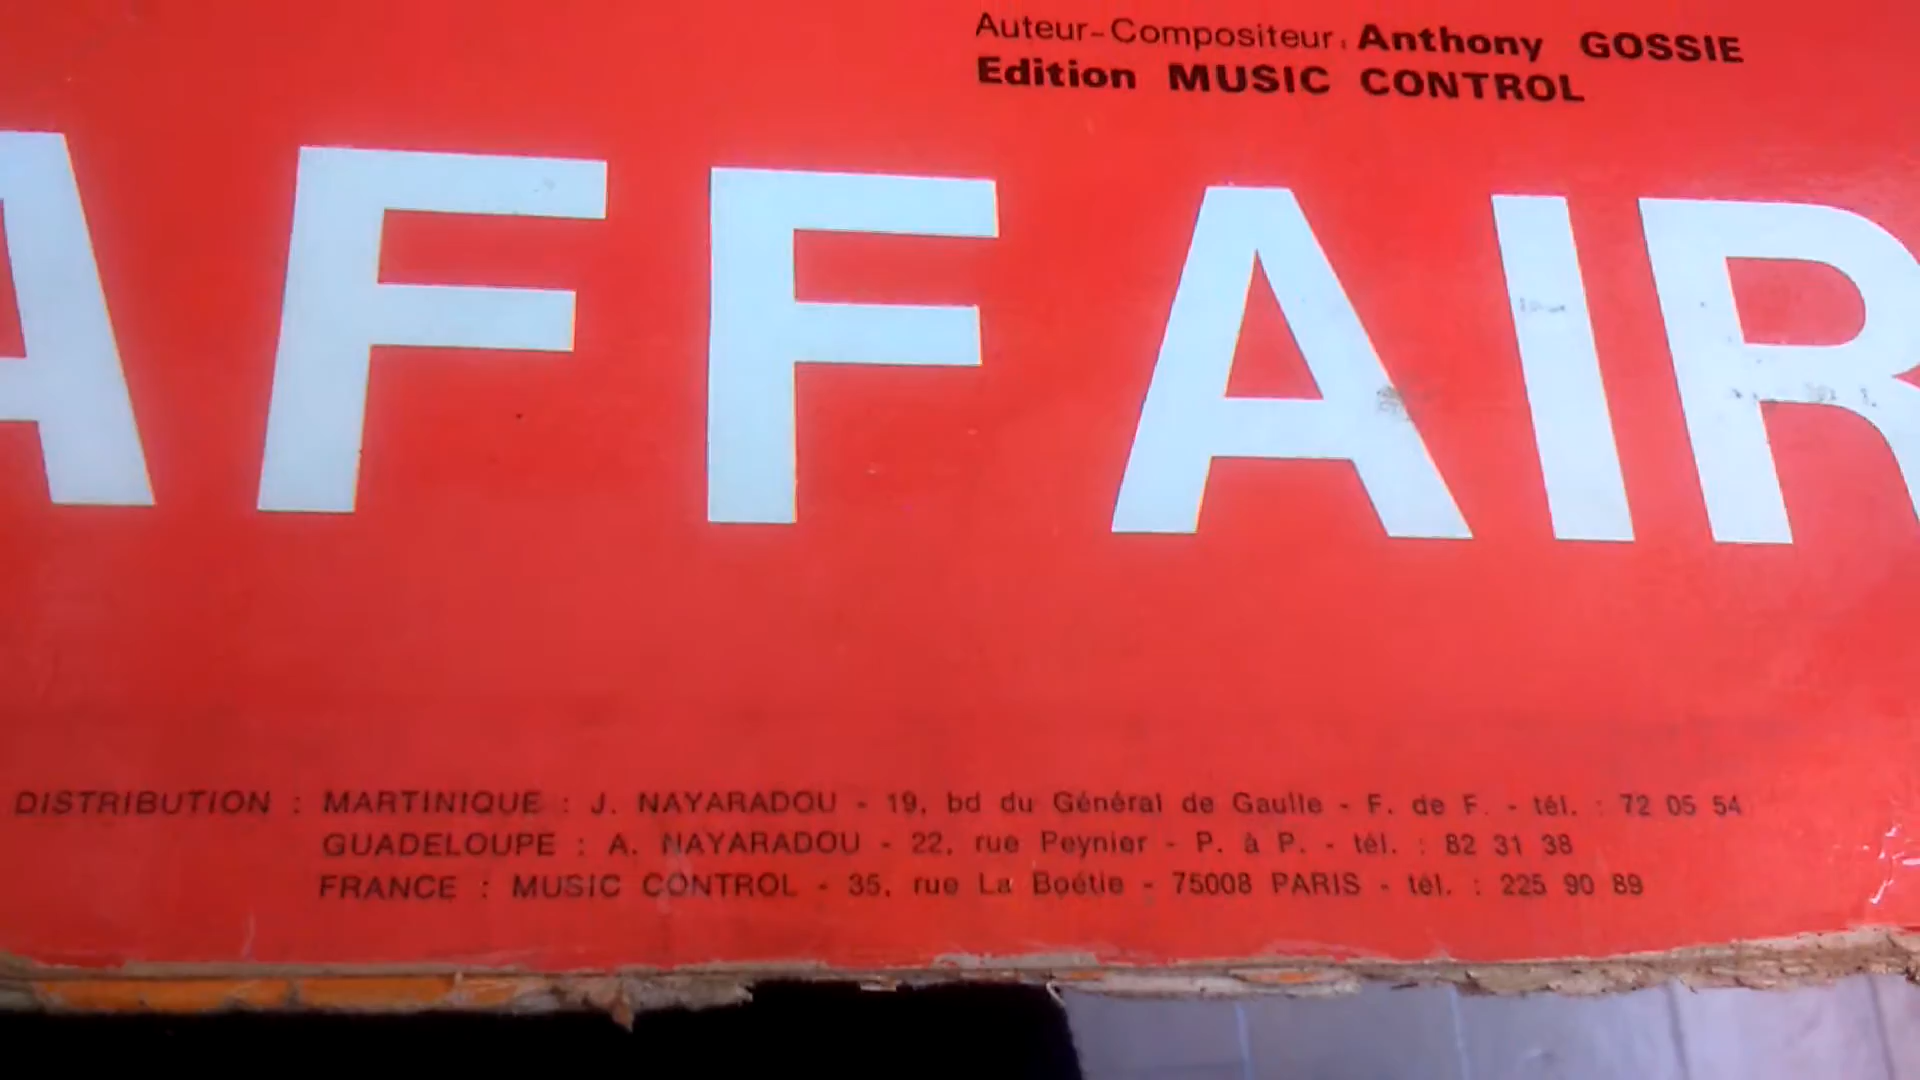 Auteur-Compositeur : Anthony GOSSIE
Edition MUSIC CONTROL
AFFAIR
DISTRIBUTION : MARTINIQUE : J. NAYARADOU - 19, bd du Général de Gaulle - F. de F. - tél. : 72 05 54
GUADELOUPE : A. NAYARADOU - 22, rue Peynier - P. à P. - tél. : 82 31 38
FRANCE : MUSIC CONTROL - 35, rue La Boétie - 75008 PARIS - tél. : 225 90 89